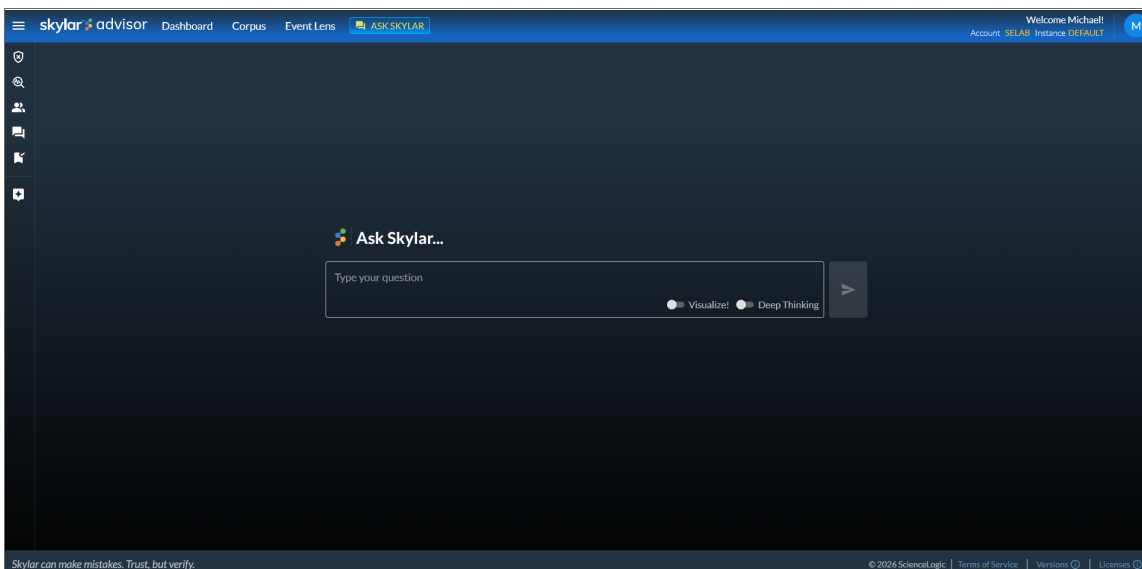 skylar advisor Dashboard Corpus Event Lens ASK SKYLAR
Welcome Michael!
Account SELAB Instance DEFAULT
M
Ask Skylar...
Type your question
Visualize! Deep Thinking
Skylar can make mistakes. Trust, but verify.
© 2026 ScienceLogic | Terms of Service | Versions | Licenses